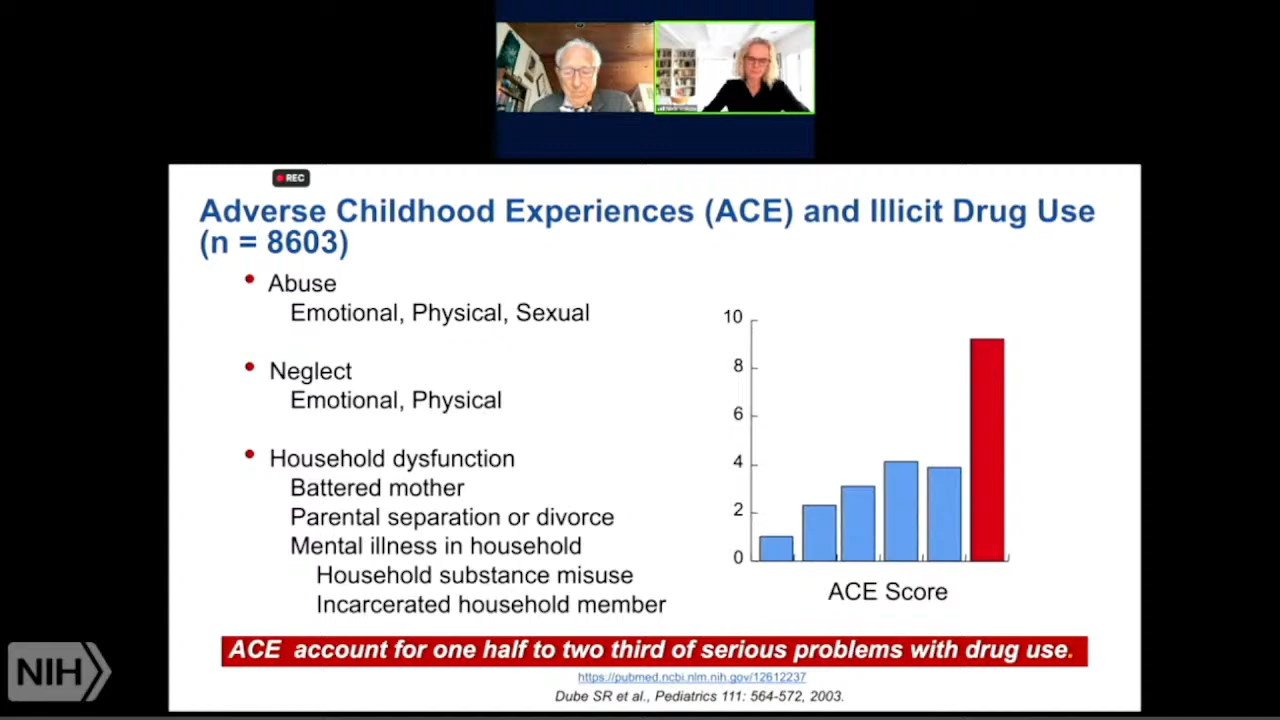 REC
Adverse Childhood Experiences (ACE) and Illicit Drug Use
(n = 8603)
• Abuse
Emotional, Physical, Sexual
• Neglect
Emotional, Physical
• Household dysfunction
Battered mother
Parental separation or divorce
Mental illness in household
Household substance misuse
Incarcerated household member
10
8
6
4
2
0
ACE Score
ACE account for one half to two third of serious problems with drug use.
https://pubmed.ncbi.nlm.nih.gov/12612237
Dube SR et al., Pediatrics 111: 564-572, 2003.
NIH